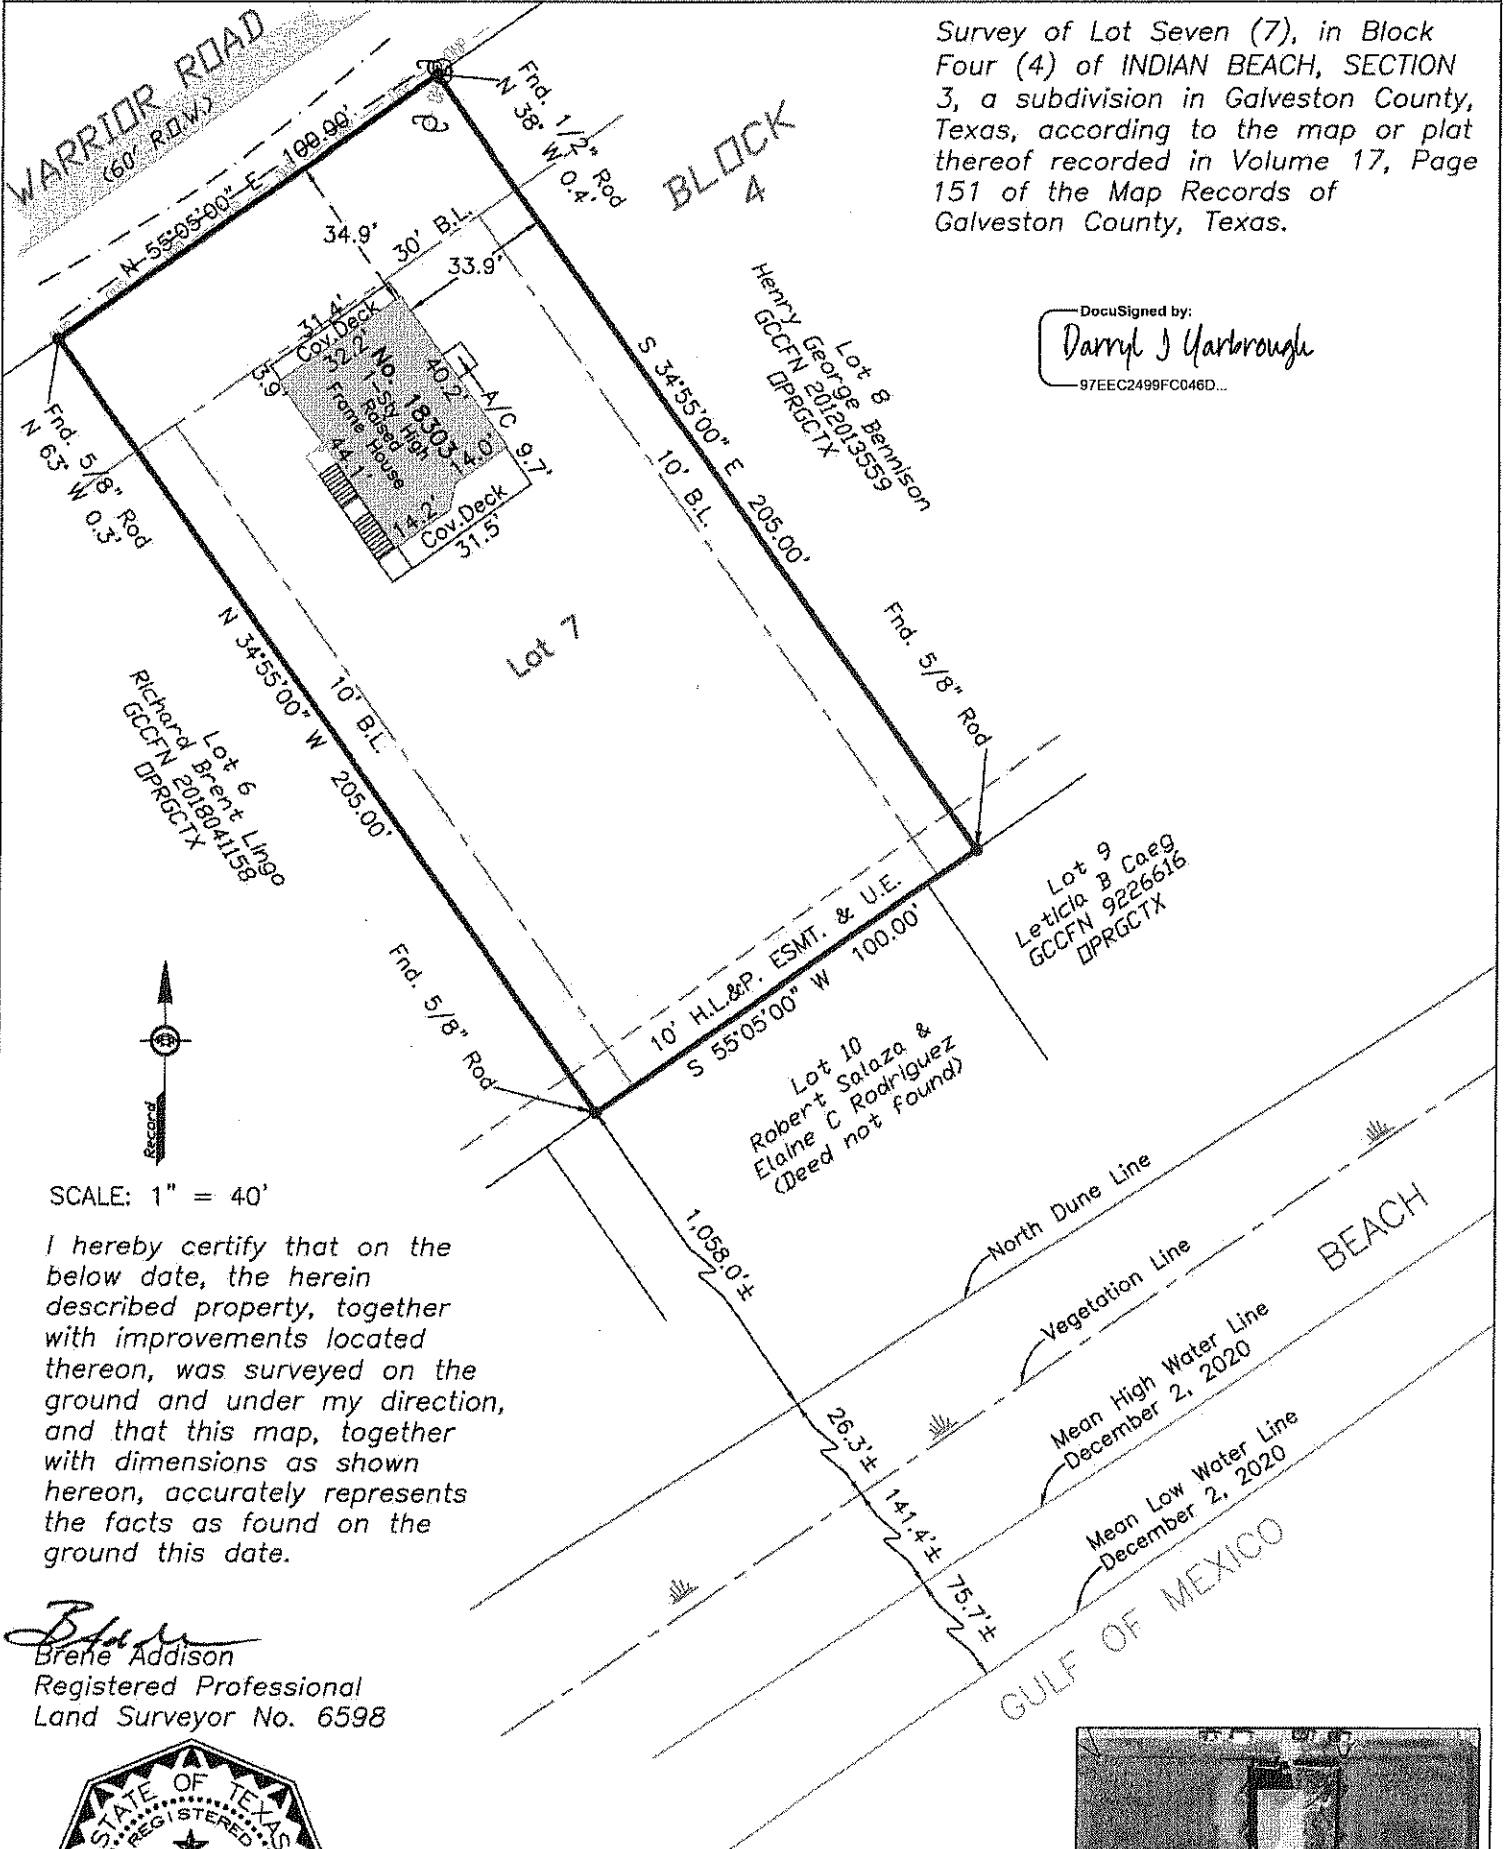 Survey of Lot Seven (7), in Block
Four (4) of INDIAN BEACH, SECTION
3, a subdivision in Galveston County,
Texas, according to the map or plat
thereof recorded in Volume 17, Page
151 of the Map Records of
Galveston County, Texas.
DocuSigned by:
Darryl J Yarbrough
97EEC2499FC046D...
WARRIOR ROAD
(60' R.O.W.)
N 55°05'00" E 100.00'
Fnd. 1/2" Rod
N 38° W 0.4'
BLOCK
4
34.9'
30' B.L.
33.9'
31.4'
Cov.Deck
32.2'
3.9'
No. 18303
1-Sty High
Raised
Frame House
40.2'
A/C
9.7'
14.0'
44.1'
14.2'
Cov.Deck
31.5'
Lot 8
Henry George Bennison
GCCFN 2012013559
OPRGCTX
S 34°55'00" E 205.00'
10' B.L.
Fnd. 5/8" Rod
N 63° W 0.3'
Lot 7
Fnd. 5/8" Rod
N 34°55'00" W 205.00'
10' B.L.
Lot 6
Richard Brent Lingo
GCCFN 2018041158
OPRGCTX
Lot 9
Leticia B Caeg
GCCFN 9226616
OPRGCTX
10' H.L.&P. ESMT. & U.E.
S 55°05'00" W 100.00'
Fnd. 5/8" Rod
Lot 10
Robert Salaza &
Elaine C Rodriguez
(Deed not found)
Record
SCALE: 1" = 40'
1,058.0'±
North Dune Line
Vegetation Line
BEACH
Mean High Water Line
December 2, 2020
Mean Low Water Line
December 2, 2020
26.3'±
141.4'±
75.7'±
GULF OF MEXICO
I hereby certify that on the
below date, the herein
described property, together
with improvements located
thereon, was surveyed on the
ground and under my direction,
and that this map, together
with dimensions as shown
hereon, accurately represents
the facts as found on the
ground this date.
Brene Addison
Registered Professional
Land Surveyor No. 6598
STATE OF TEXAS
REGISTERED